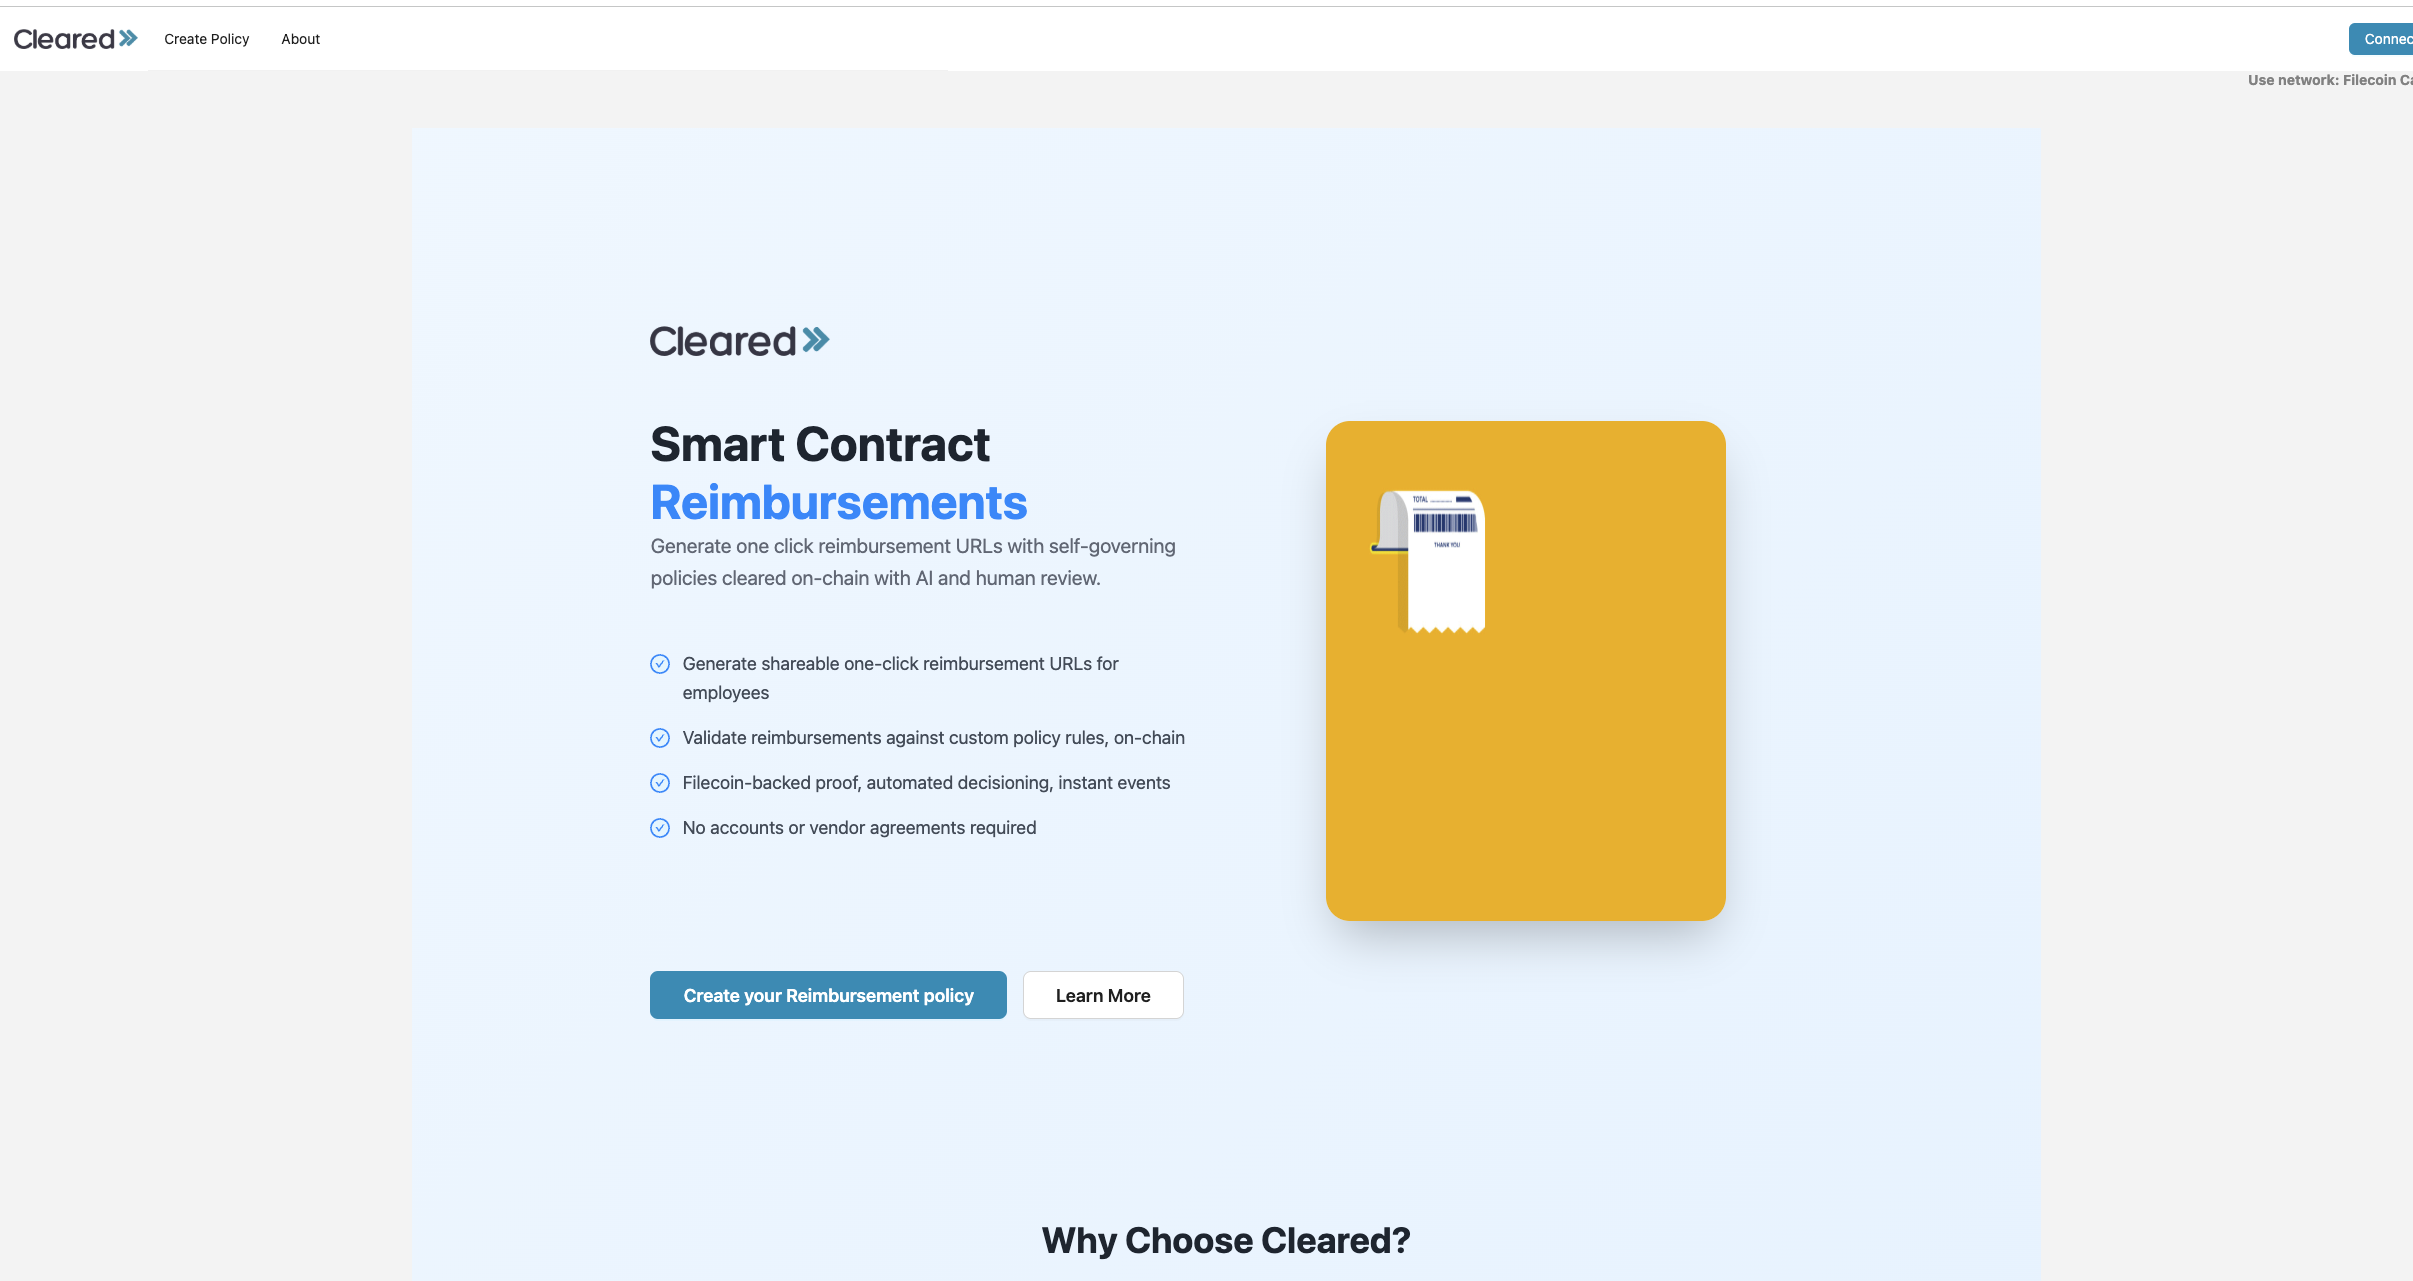 Cleared
Create Policy
About
Connec
Use network: Filecoin Ca
Cleared
Smart Contract
Reimbursements
Generate one click reimbursement URLs with self-governing
policies cleared on-chain with AI and human review.
TOTAL
THANK YOU
Generate shareable one-click reimbursement URLs for
employees
Validate reimbursements against custom policy rules, on-chain
Filecoin-backed proof, automated decisioning, instant events
No accounts or vendor agreements required
Create your Reimbursement policy
Learn More
Why Choose Cleared?